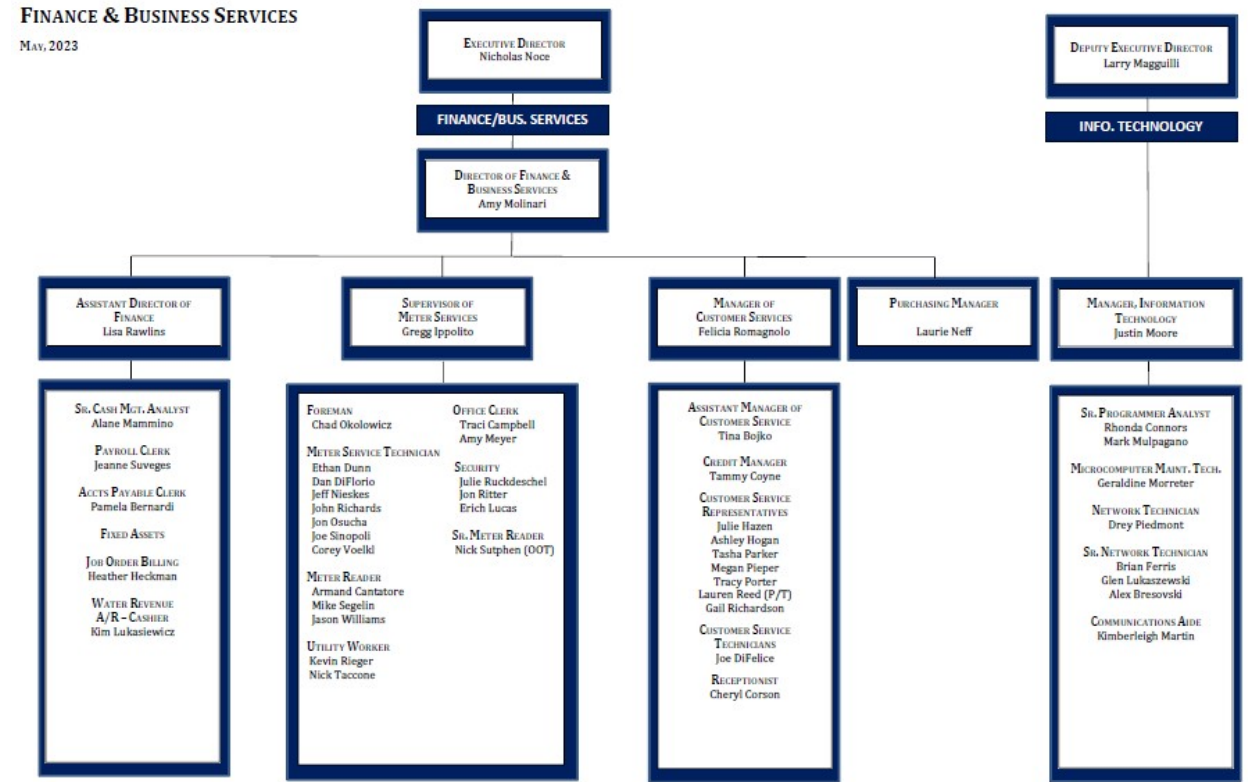 FINANCE & BUSINESS SERVICES
MAY, 2023
EXECUTIVE DIRECTOR
Nicholas Noce
FINANCE/BUS. SERVICES
DIRECTOR OF FINANCE &
BUSINESS SERVICES
Amy Molinari
DEPUTY EXECUTIVE DIRECTOR
Larry Magguilli
INFO. TECHNOLOGY
ASSISTANT DIRECTOR OF
FINANCE
Lisa Rawlins
SUPERVISOR OF
METER SERVICES
Gregg Ippolito
MANAGER OF
CUSTOMER SERVICES
Felicia Romagnolo
PURCHASING MANAGER
Laurie Neff
MANAGER, INFORMATION
TECHNOLOGY
Justin Moore
SR. CASH MGT. ANALYST
Alane Mammino
PAYROLL CLERK
Jeanne Suveges
ACCTS PAYABLE CLERK
Pamela Bernardi
FIXED ASSETS
JOB ORDER BILLING
Heather Heckman
WATER REVENUE
A/R – CASHIER
Kim Lukasiewicz
FOREMAN
Chad Okolowicz
METER SERVICE TECHNICIAN
Ethan Dunn
Dan DiFlorio
Jeff Nieskes
John Richards
Jon Osucha
Joe Sinopoli
Corey Voelkl
METER READER
Armand Cantatore
Mike Segelin
Jason Williams
UTILITY WORKER
Kevin Rieger
Nick Taccone
OFFICE CLERK
Traci Campbell
Amy Meyer
SECURITY
Julie Ruckdeschel
Jon Ritter
Erich Lucas
SR. METER READER
Nick Sutphen (OOT)
ASSISTANT MANAGER OF
CUSTOMER SERVICE
Tina Bojko
CREDIT MANAGER
Tammy Coyne
CUSTOMER SERVICE
REPRESENTATIVES
Julie Hazen
Ashley Hogan
Tasha Parker
Megan Pieper
Tracy Porter
Lauren Reed (P/T)
Gail Richardson
CUSTOMER SERVICE
TECHNICIANS
Joe DiFelice
RECEPTIONIST
Cheryl Corson
SR. PROGRAMMER ANALYST
Rhonda Connors
Mark Mulpagano
MICROCOMPUTER MAINT. TECH.
Geraldine Morreter
NETWORK TECHNICIAN
Drey Piedmont
SR. NETWORK TECHNICIAN
Brian Ferris
Glen Lukaszewski
Alex Bresovski
COMMUNICATIONS AIDE
Kimberleigh Martin